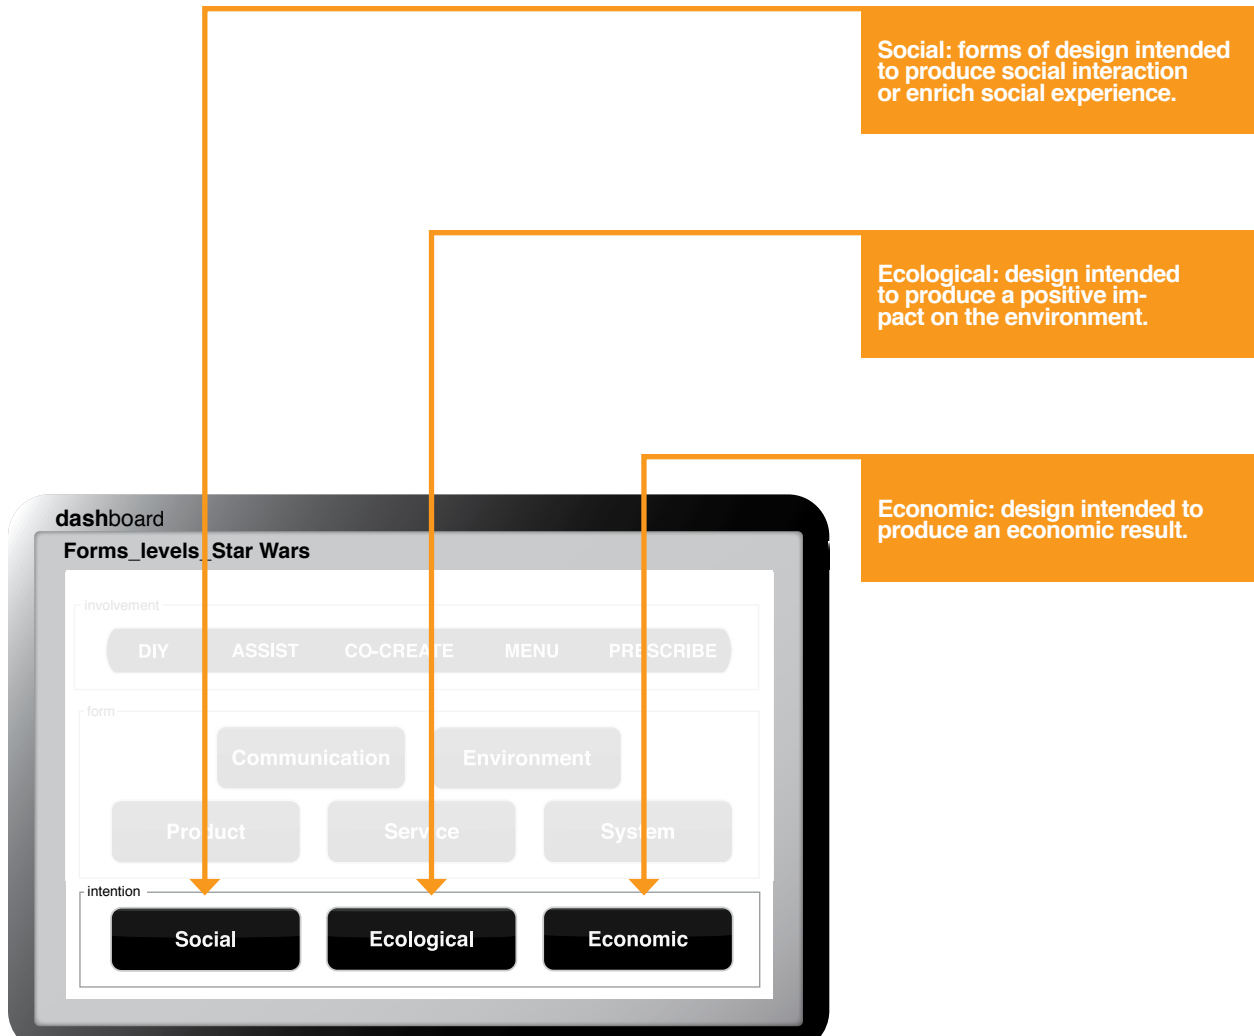 Social: forms of design intended
to produce social interaction
or enrich social experience.
Ecological: design intended
to produce a positive im-
pact on the environment.
Economic: design intended to
produce an economic result.
dashboard
Forms_levels_Star Wars
involvement
DIY ASSIST CO-CREATE MENU PRESCRIBE
form
Communication Environment
Product Service System
intention
Social Ecological Economic